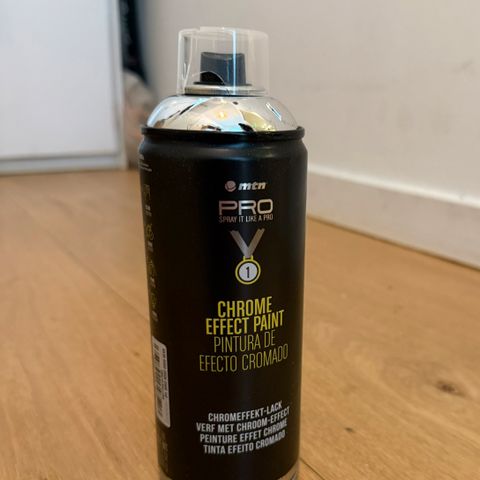 mtn
PRO
SPRAY IT LIKE A PRO
1
CHROME
EFFECT PAINT
PINTURA DE
EFECTO CROMADO
CHROMEFFEKT-LACK
VERF MET CHROOM-EFFECT
PEINTURE EFFET CHROME
TINTA EFEITO CROMADO